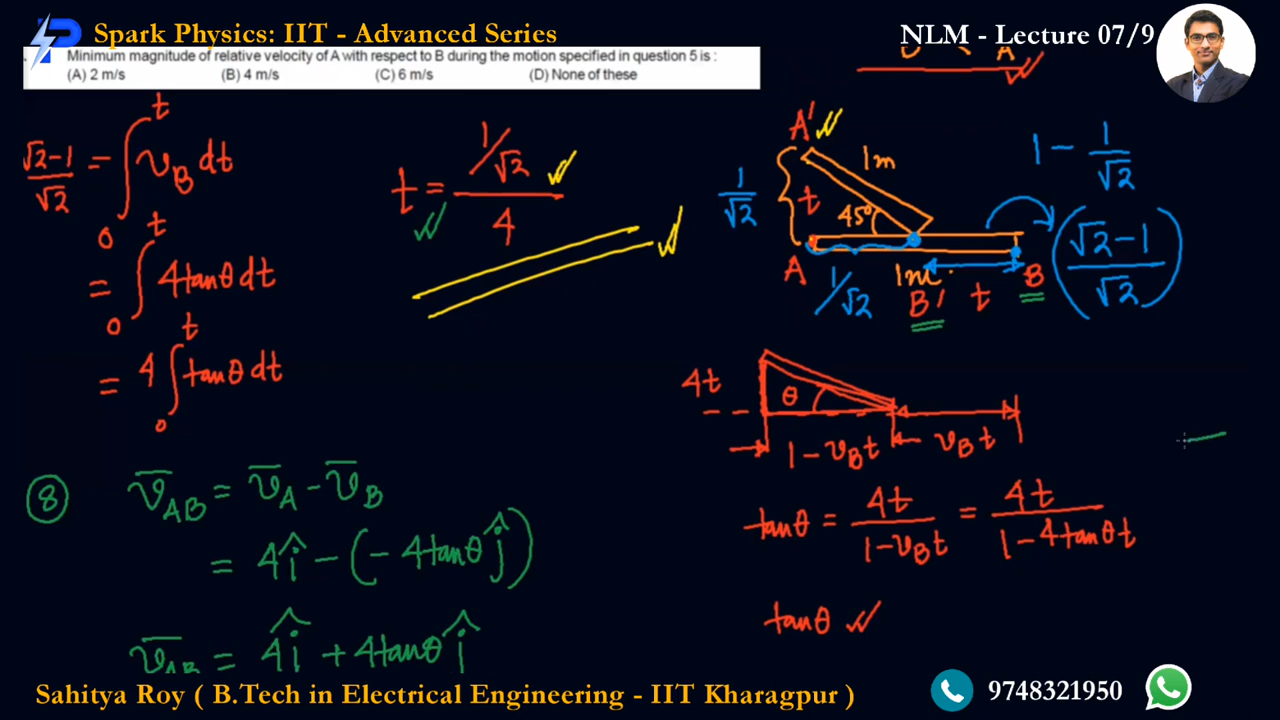 Spark Physics: IIT - Advanced Series
NLM - Lecture 07/9
Minimum magnitude of relative velocity of A with respect to B during the motion specified in question 5 is :
(A) 2 m/s (B) 4 m/s (C) 6 m/s (D) None of these
√2-1/√2 = ∫₀ᵗ v_B dt
= ∫₀ᵗ 4tanθ dt
= 4 ∫₀ᵗ tanθ dt
t = (1/√2)/4
A'
1m
1/√2
t
45°
A
1/√2
1m
B'
t
B
1 - 1/√2
(√2-1/√2)
4t
θ
1-v_Bt
v_Bt
tanθ = 4t/(1-v_Bt) = 4t/(1-4tanθt)
tanθ
⑧ v̅_AB = v̅_A - v̅_B
= 4î - (-4tanθ ĵ)
v̅_AB = 4î + 4tanθ î
Sahitya Roy ( B.Tech in Electrical Engineering - IIT Kharagpur )
9748321950